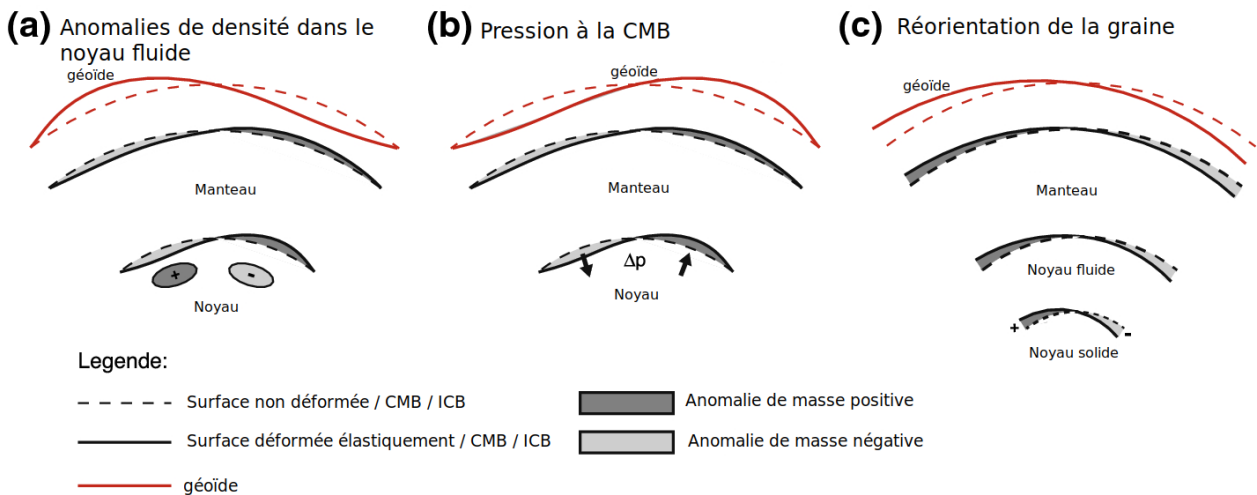 (a) Anomalies de densité dans le
noyau fluide
géoïde
Manteau
+
-
Noyau
(b) Pression à la CMB
géoïde
Manteau
Δp
Noyau
(c) Réorientation de la graine
géoïde
Manteau
Noyau fluide
+
-
Noyau solide
Legende:
Surface non déformée / CMB / ICB
Surface déformée élastiquement / CMB / ICB
géoïde
Anomalie de masse positive
Anomalie de masse négative